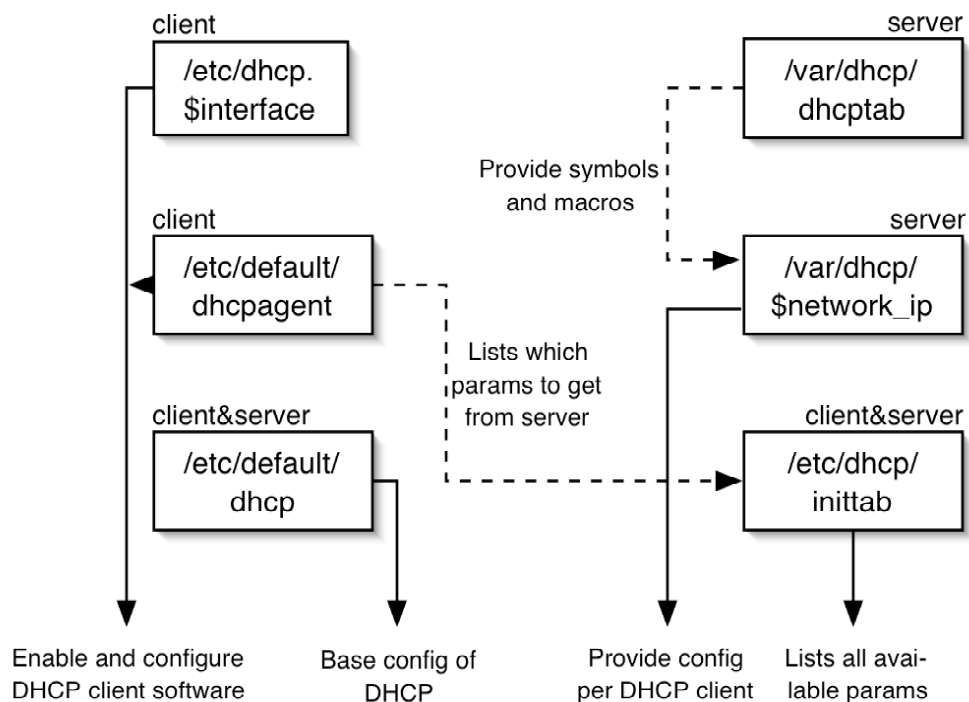 client
/etc/dhcp.
$interface
server
/var/dhcp/
dhcptab
Provide symbols
and macros
client
/etc/default/
dhcpagent
server
/var/dhcp/
$network_ip
Lists which
params to get
from server
client&server
/etc/default/
dhcp
client&server
/etc/dhcp/
inittab
Enable and configure
DHCP client software
Base config of
DHCP
Provide config
per DHCP client
Lists all avai-
lable params